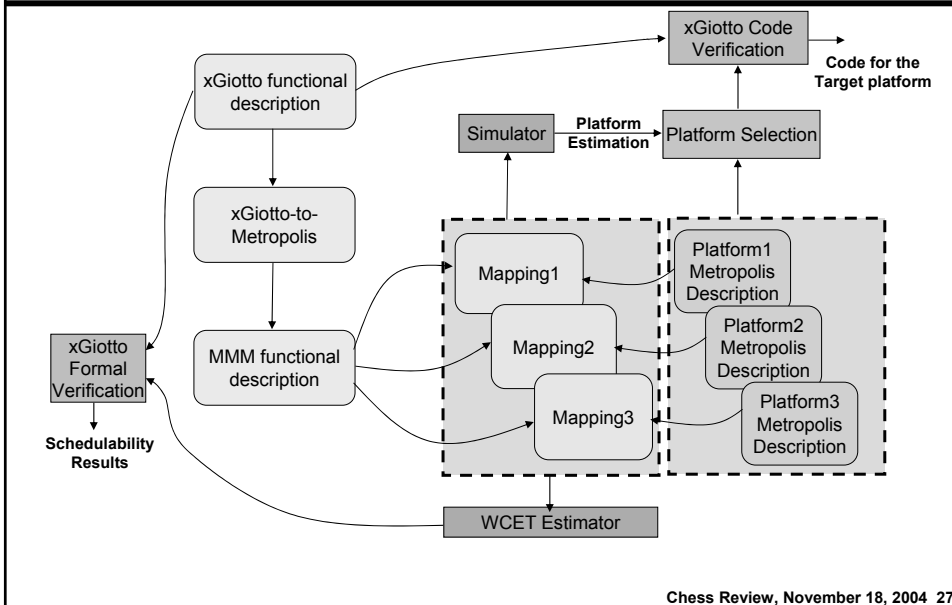 xGiotto Code
Verification
Code for the
Target platform
xGiotto functional
description
Simulator
Platform
Estimation
Platform Selection
xGiotto-to-
Metropolis
Mapping1
Platform1
Metropolis
Description
Mapping2
Platform2
Metropolis
Description
xGiotto
Formal
Verification
MMM functional
description
Mapping3
Platform3
Metropolis
Description
Schedulability
Results
WCET Estimator
Chess Review, November 18, 2004 27